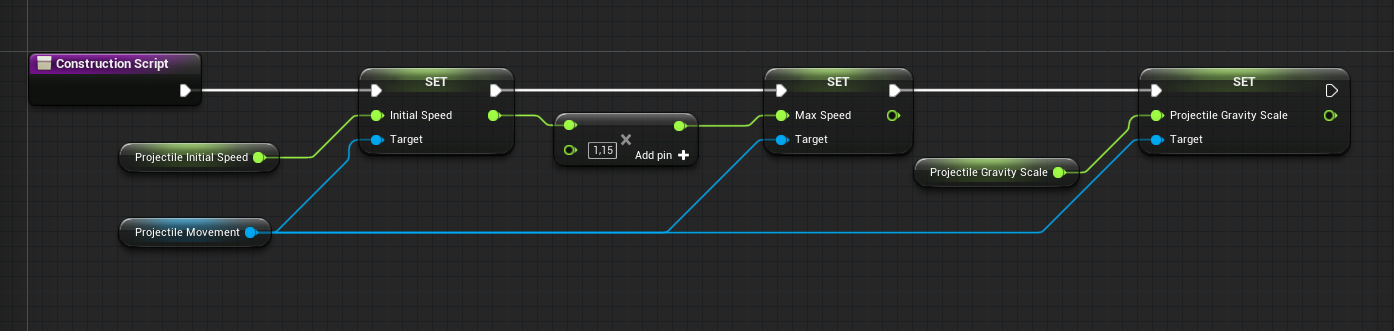 Construction Script
SET
Initial Speed
Target
Projectile Initial Speed
Projectile Movement
1,15
Add pin
SET
Max Speed
Target
Projectile Gravity Scale
SET
Projectile Gravity Scale
Target